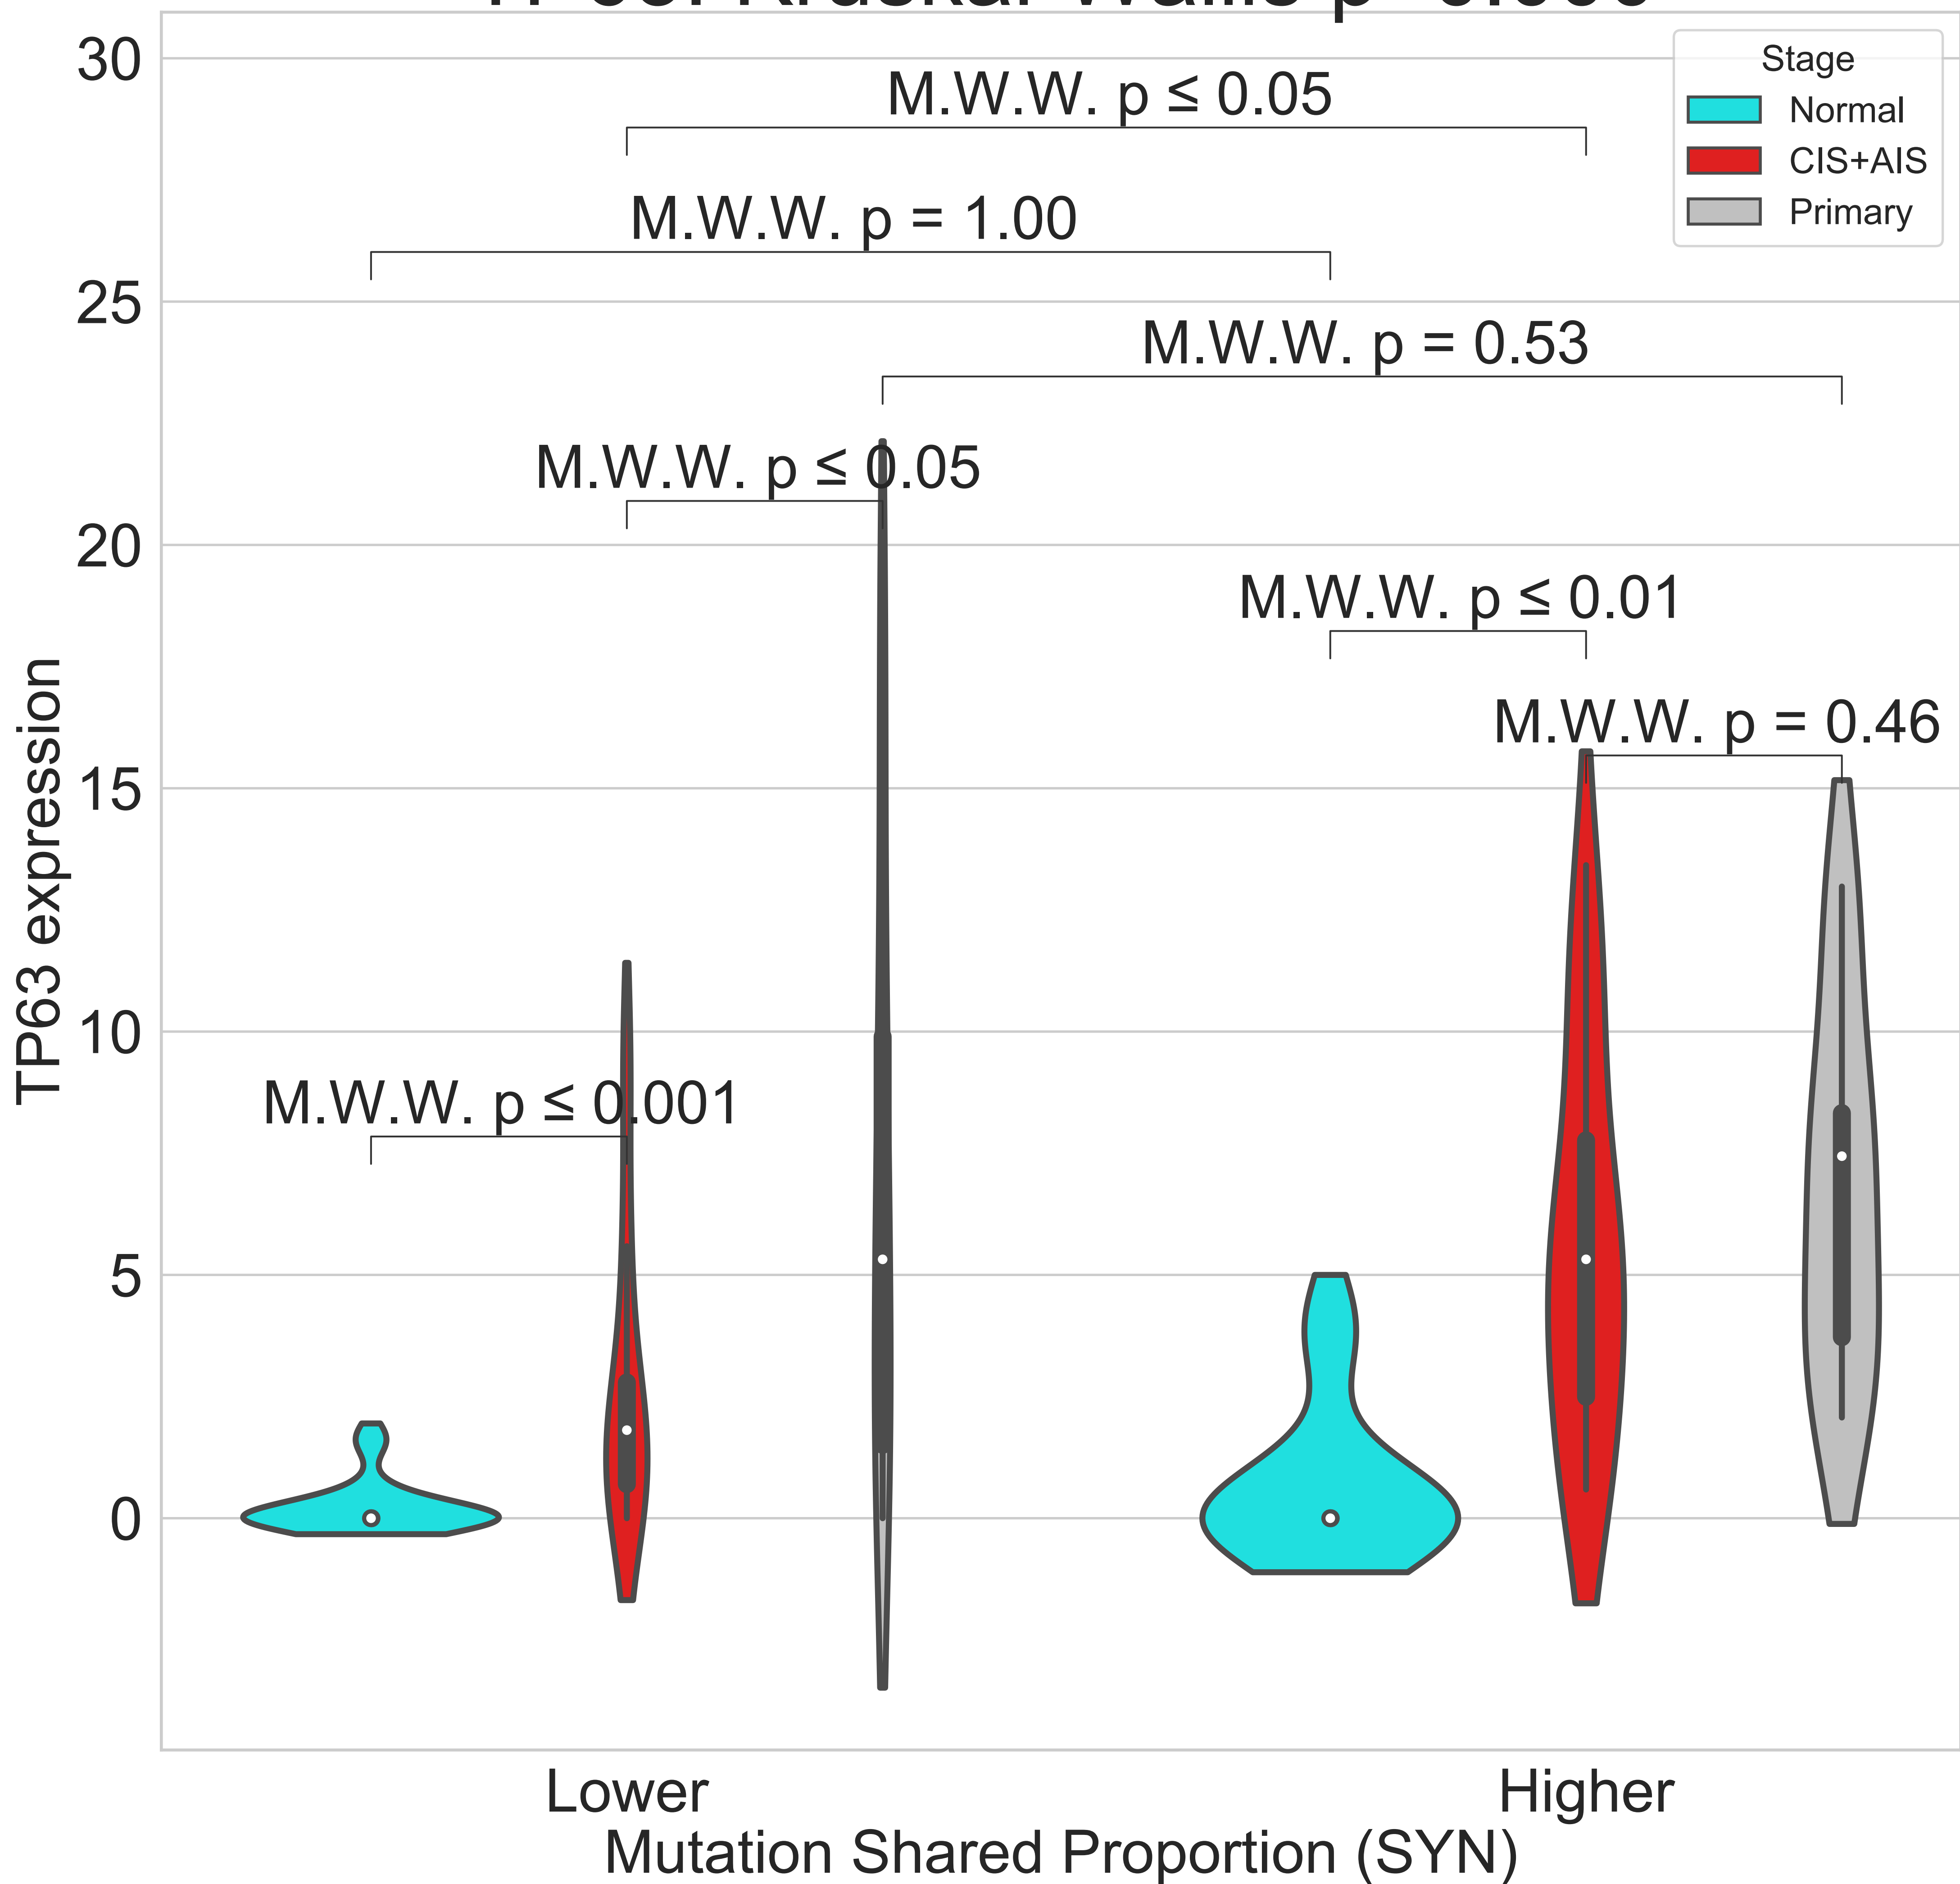 30
M.W.W. p ≤ 0.05
Stage
Normal
CIS+AIS
Primary
M.W.W. p = 1.00
25
M.W.W. p = 0.53
M.W.W. p ≤ 0.05
20
M.W.W. p ≤ 0.01
M.W.W. p = 0.46
15
TP63 expression
10
M.W.W. p ≤ 0.001
5
0
Lower
Higher
Mutation Shared Proportion (SYN)